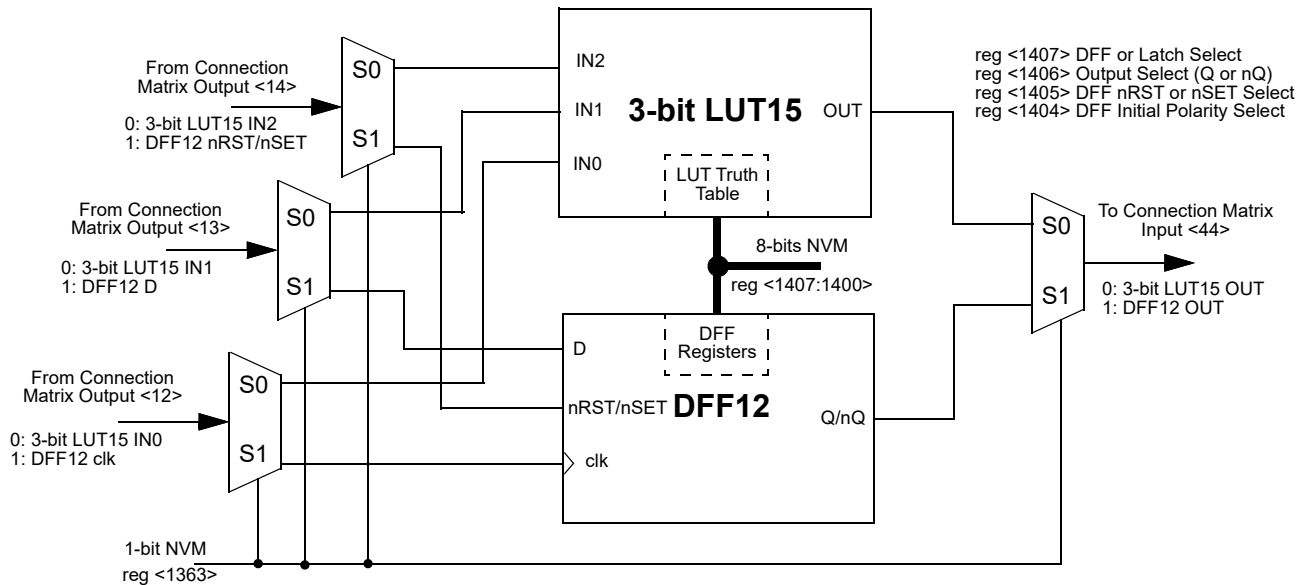 From Connection
Matrix Output <14>
0: 3-bit LUT15 IN2
1: DFF12 nRST/nSET
S0
S1
From Connection
Matrix Output <13>
0: 3-bit LUT15 IN1
1: DFF12 D
S0
S1
From Connection
Matrix Output <12>
0: 3-bit LUT15 IN0
1: DFF12 clk
S0
S1
1-bit NVM
reg <1363>
IN2
IN1
IN0
3-bit LUT15
OUT
LUT Truth
Table
8-bits NVM
reg <1407:1400>
DFF
Registers
D
nRST/nSET
clk
DFF12
Q/nQ
reg <1407> DFF or Latch Select
reg <1406> Output Select (Q or nQ)
reg <1405> DFF nRST or nSET Select
reg <1404> DFF Initial Polarity Select
S0
S1
To Connection Matrix
Input <44>
0: 3-bit LUT15 OUT
1: DFF12 OUT